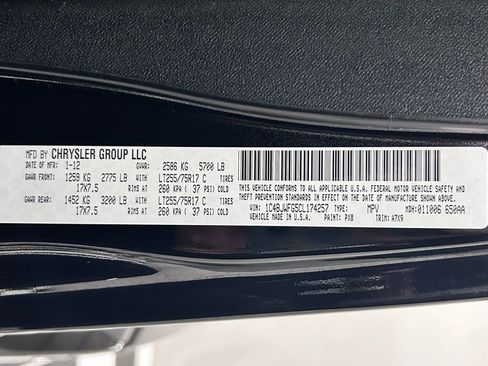 MFD BY CHRYSLER GROUP LLC
DATE OF MFR: 1-12 GVWR: 2586 KG 5700 LB
GAWR FRONT: 1259 KG 2775 LB WITH LT255/75R17 C TIRES
17X7.5 RIMS AT 260 KPA ( 37 PSI) COLD
GAWR REAR: 1452 KG 3200 LB WITH LT255/75R17 C TIRES
17X7.5 RIMS AT 260 KPA ( 37 PSI) COLD
THIS VEHICLE CONFORMS TO ALL APPLICABLE U.S.A. FEDERAL MOTOR VEHICLE SAFETY AND
THEFT PREVENTION STANDARDS IN EFFECT ON THE DATE OF MANUFACTURE SHOWN ABOVE.
VIN: 1C4BJWFG5CL174257 TYPE: MPV MDH: 011006 650AA
MADE IN U.S.A. PAINT: PXB TRIM: A7X9